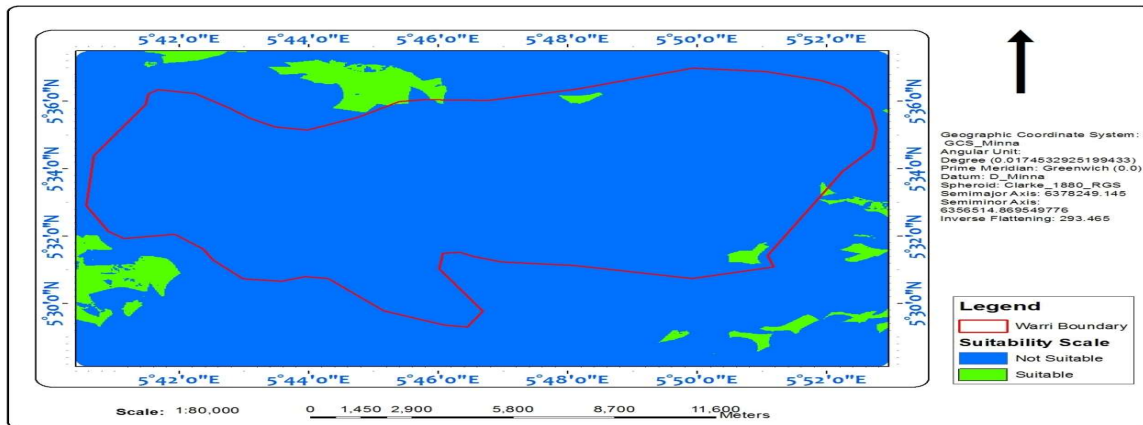 5°42'0"E 5°44'0"E 5°46'0"E 5°48'0"E 5°50'0"E 5°52'0"E
5°36'0"N 5°36'0"N
5°34'0"N 5°34'0"N
5°32'0"N 5°32'0"N
5°30'0"N 5°30'0"N
5°42'0"E 5°44'0"E 5°46'0"E 5°48'0"E 5°50'0"E 5°52'0"E
Geographic Coordinate System:
GCS_Minna
Angular Unit:
Degree (0.0174532925199433)
Prime Meridian: Greenwich (0.0)
Datum: D_Minna
Spheroid: Clarke_1880_RGS
Semimajor Axis: 6378249.145
Semiminor Axis:
6356514.869549776
Inverse Flattening: 293.465
Legend
Warri Boundary
Suitability Scale
Not Suitable
Suitable
Scale: 1:80,000
0 1,450 2,900 5,800 8,700 11,600
Meters